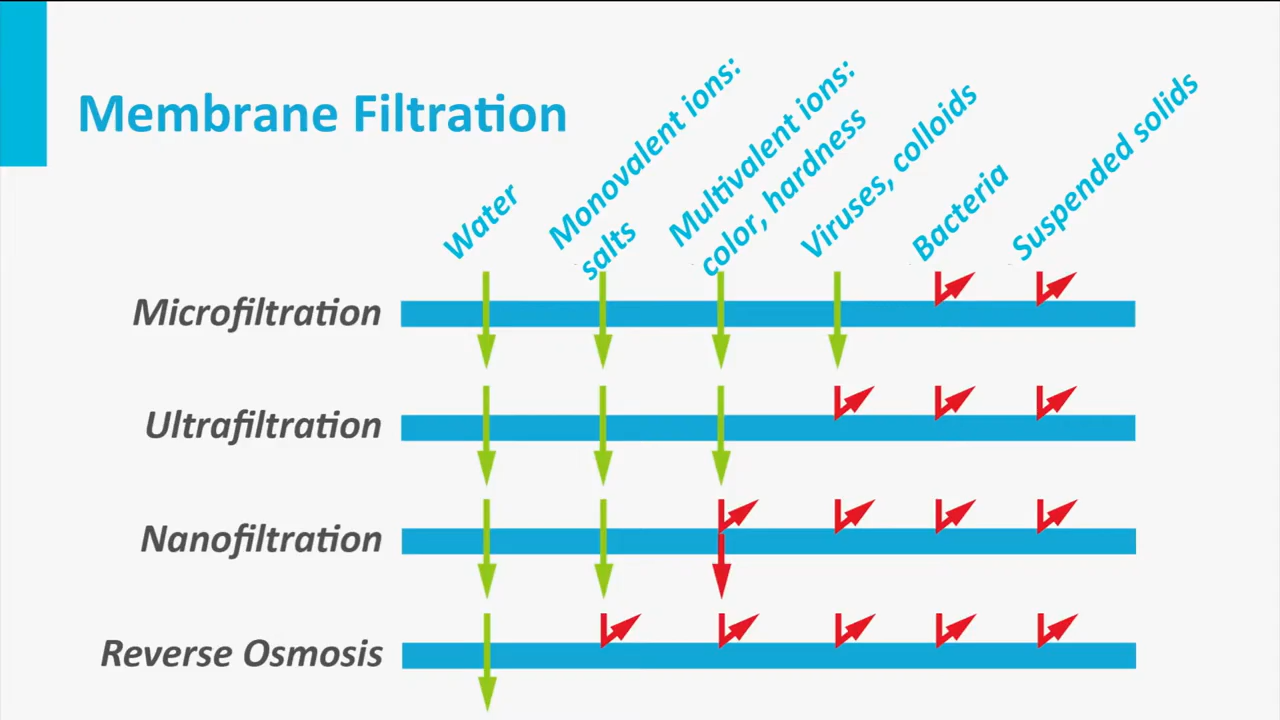 Membrane Filtration
Water
Monovalent ions:
salts
Multivalent ions:
color, hardness
Viruses, colloids
Bacteria
Suspended solids
Microfiltration
Ultrafiltration
Nanofiltration
Reverse Osmosis